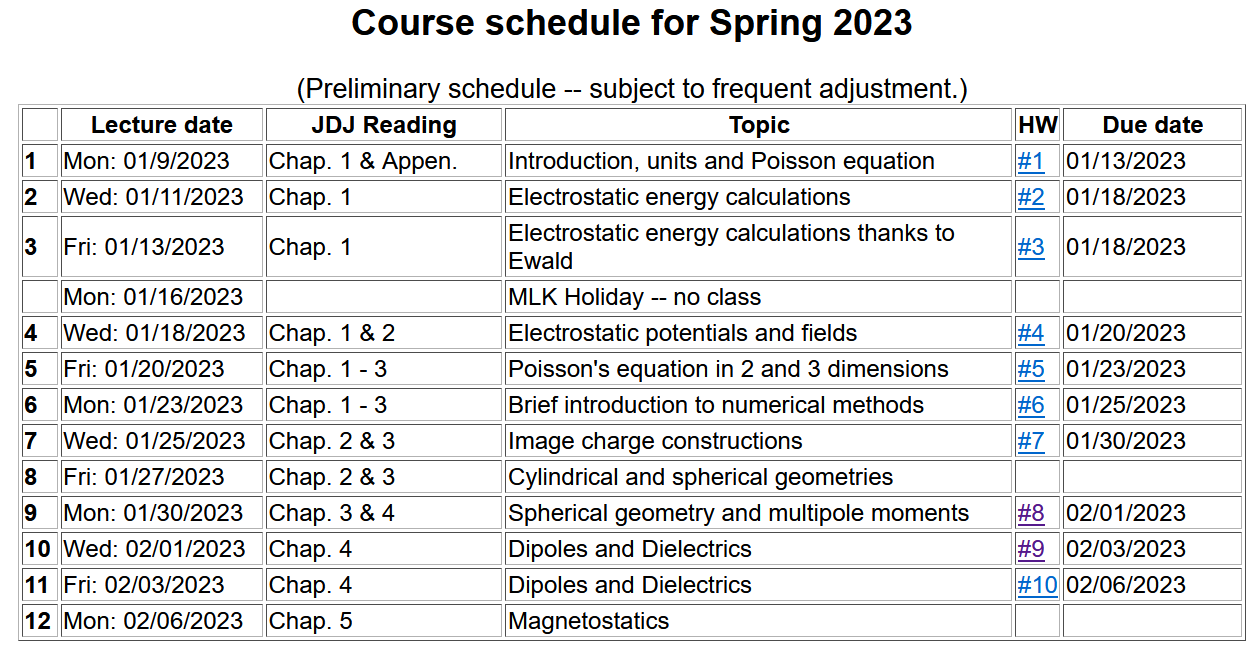 Course schedule for Spring 2023
(Preliminary schedule -- subject to frequent adjustment.)
Lecture date JDJ Reading Topic HW Due date
1 Mon: 01/9/2023 Chap. 1 & Appen. Introduction, units and Poisson equation #1 01/13/2023
2 Wed: 01/11/2023 Chap. 1 Electrostatic energy calculations #2 01/18/2023
3 Fri: 01/13/2023 Chap. 1 Electrostatic energy calculations thanks to
Ewald #3 01/18/2023
Mon: 01/16/2023 MLK Holiday -- no class
4 Wed: 01/18/2023 Chap. 1 & 2 Electrostatic potentials and fields #4 01/20/2023
5 Fri: 01/20/2023 Chap. 1 - 3 Poisson's equation in 2 and 3 dimensions #5 01/23/2023
6 Mon: 01/23/2023 Chap. 1 - 3 Brief introduction to numerical methods #6 01/25/2023
7 Wed: 01/25/2023 Chap. 2 & 3 Image charge constructions #7 01/30/2023
8 Fri: 01/27/2023 Chap. 2 & 3 Cylindrical and spherical geometries
9 Mon: 01/30/2023 Chap. 3 & 4 Spherical geometry and multipole moments #8 02/01/2023
10 Wed: 02/01/2023 Chap. 4 Dipoles and Dielectrics #9 02/03/2023
11 Fri: 02/03/2023 Chap. 4 Dipoles and Dielectrics #10 02/06/2023
12 Mon: 02/06/2023 Chap. 5 Magnetostatics